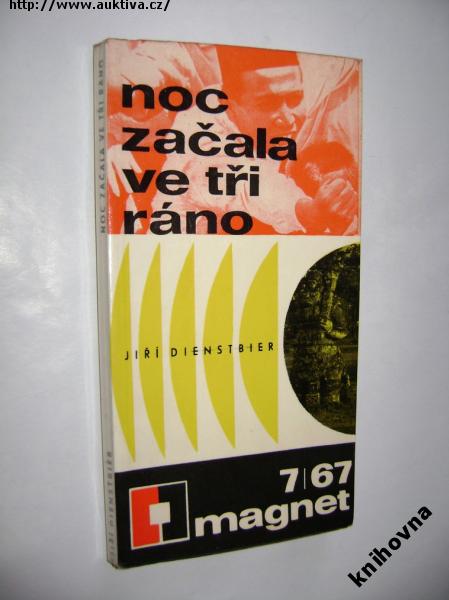 http://www.auktiva.cz/
NOC ZAČALA VE TŘI RÁNO
noc
začala
ve tři
ráno
JIŘÍ DIENSTBIER
JIŘÍ DIENSTBIER
7|67
magnet
knihovna